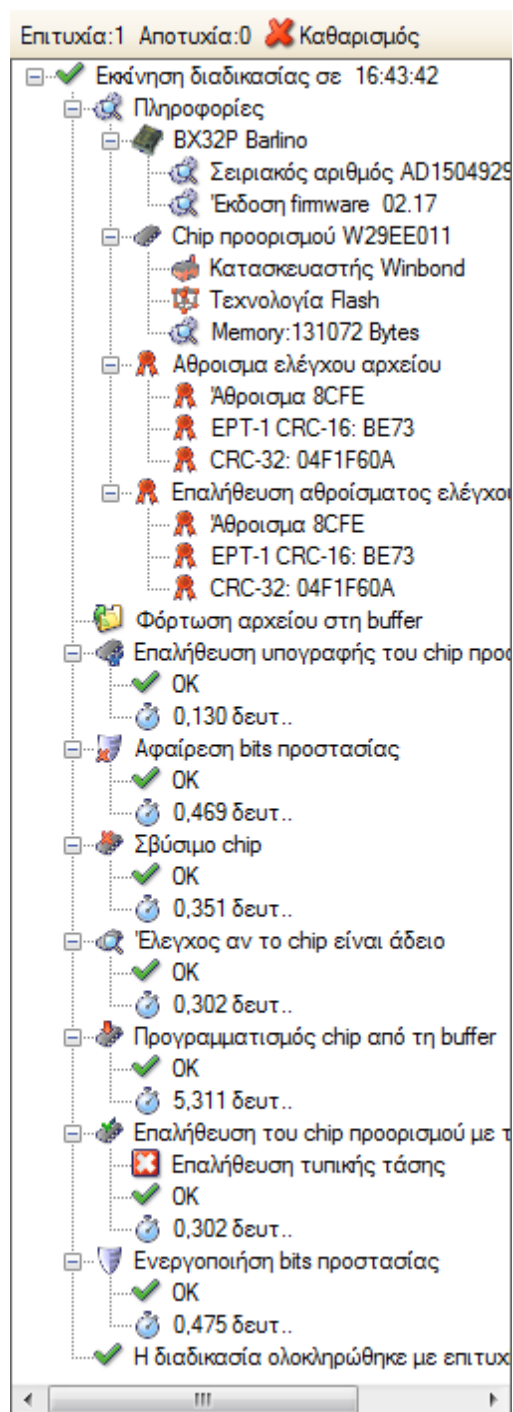 Επιτυχία:1 Αποτυχία:0 Καθαρισμός
Εκκίνηση διαδικασίας σε 16:43:42
Πληροφορίες
BX32P Barlino
Σειριακός αριθμός AD1504929
Έκδοση firmware 02.17
Chip προορισμού W29EE011
Κατασκευαστής Winbond
Τεχνολογία Flash
Memory:131072 Bytes
Αθροισμα ελέγχου αρχείου
Άθροισμα 8CFE
EPT-1 CRC-16: BE73
CRC-32: 04F1F60A
Επαλήθευση αθροίσματος ελέγχου
Άθροισμα 8CFE
EPT-1 CRC-16: BE73
CRC-32: 04F1F60A
Φόρτωση αρχείου στη buffer
Επαλήθευση υπογραφής του chip προο
OK
0,130 δευτ..
Αφαίρεση bits προστασίας
OK
0,469 δευτ..
Σβύσιμο chip
OK
0,351 δευτ..
Έλεγχος αν το chip είναι άδειο
OK
0,302 δευτ..
Προγραμματισμός chip από τη buffer
OK
5,311 δευτ..
Επαλήθευση του chip προορισμού με τ
Επαλήθευση τυπικής τάσης
OK
0,302 δευτ..
Ενεργοποιήση bits προστασίας
OK
0,475 δευτ..
Η διαδικασία ολοκληρώθηκε με επιτυχ